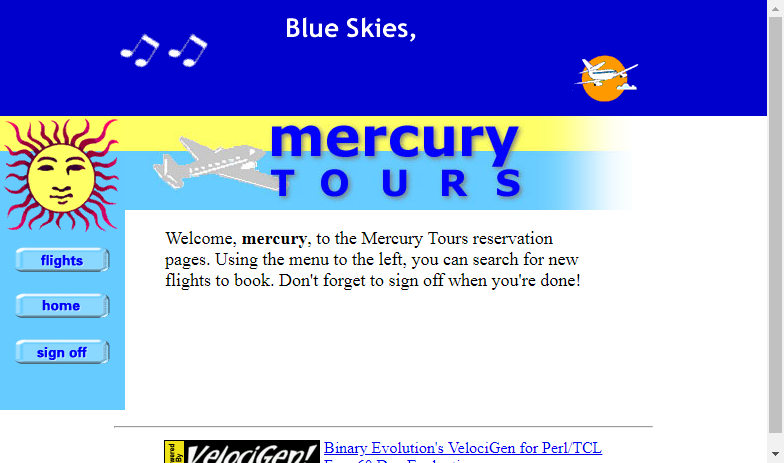 Blue Skies,
mercury
TOURS
flights
home
sign off
Welcome, mercury, to the Mercury Tours reservation
pages. Using the menu to the left, you can search for new
flights to book. Don't forget to sign off when you're done!
By
VelociGen!
Binary Evolution's VelociGen for Perl/TCL